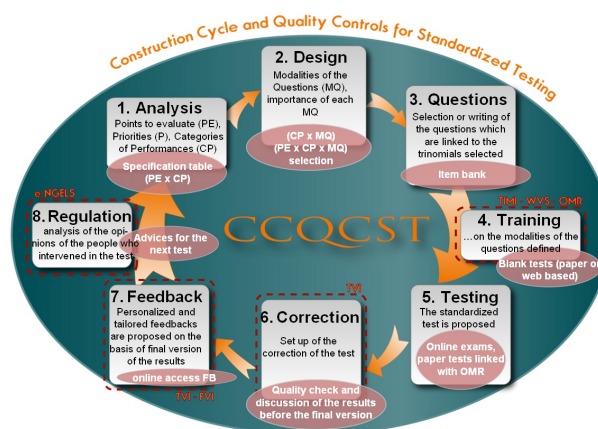 Construction Cycle and Quality Controls for Standardized Testing
1. Analysis
Points to evaluate (PE),
Priorities (P), Categories
of Performances (CP)
Specification table
(PE x CP)
2. Design
Modalities of the
Questions (MQ),
importance of each
MQ
(CP x MQ)
(PE x CP x MQ)
selection
3. Questions
Selection or writing of
the questions which
are linked to the
trinomials selected
Item bank
TIMI - WVS - OMR
4. Training
...on the modalities of the
questions defined
Blank tests (paper or
web based)
5. Testing
The standardized
test is proposed
Online exams,
paper tests linked
with OMR
TVI
6. Correction
Set up of the
correction of the test
Quality check and
discussion of the results
before the final version
7. Feedback
Personalized and
tailored feedbacks
are proposed on the
basis of final version
of the results
online access FB
TVI - FVI
e NGELS
8. Regulation
analysis of the opi-
nions of the people who
intervened in the test
Advices for the
next test
CCQCST